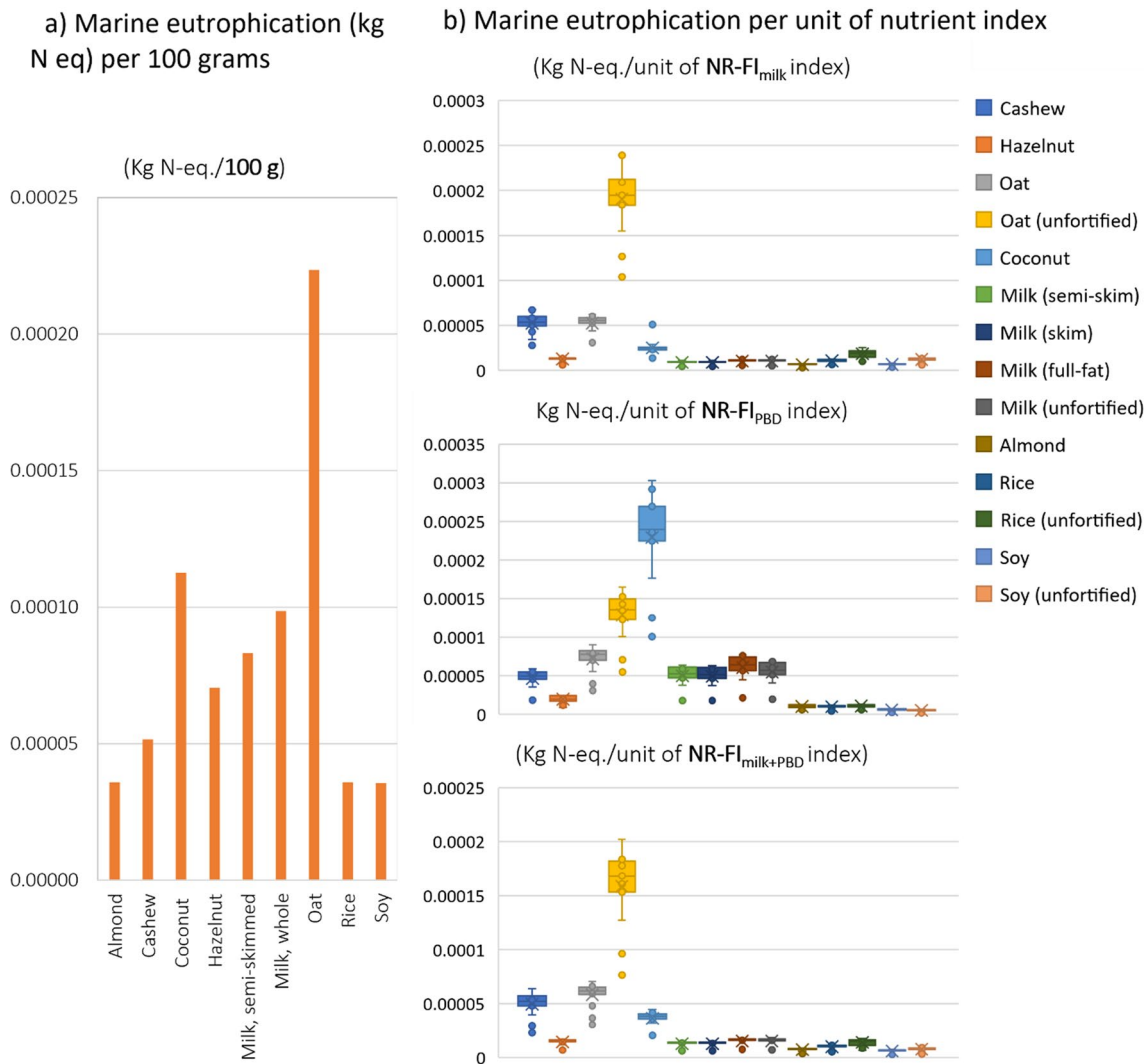 a) Marine eutrophication (kg
N eq) per 100 grams
(Kg N-eq./100 g)
0.00025
0.00020
0.00015
0.00010
0.00005
0.00000
Almond
Cashew
Coconut
Hazelnut
Milk, semi-skimmed
Milk, whole
Oat
Rice
Soy
b) Marine eutrophication per unit of nutrient index
(Kg N-eq./unit of NR-FImilk index)
0.0003
0.00025
0.0002
0.00015
0.0001
0.00005
0
Kg N-eq./unit of NR-FIPBD index)
0.00035
0.0003
0.00025
0.0002
0.00015
0.0001
0.00005
0
(Kg N-eq./unit of NR-FImilk+PBD index)
0.00025
0.0002
0.00015
0.0001
0.00005
0
Cashew
Hazelnut
Oat
Oat (unfortified)
Coconut
Milk (semi-skim)
Milk (skim)
Milk (full-fat)
Milk (unfortified)
Almond
Rice
Rice (unfortified)
Soy
Soy (unfortified)